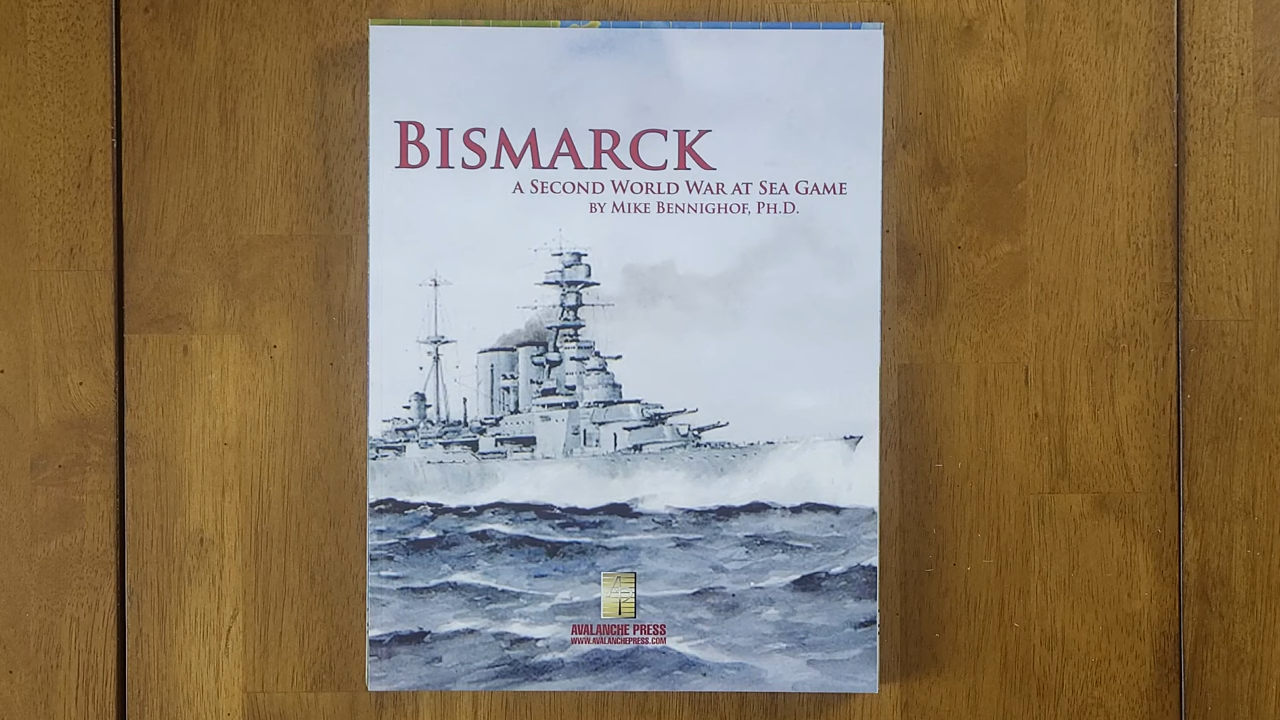 BISMARCK
A SECOND WORLD WAR AT SEA GAME
BY MIKE BENNIGHOF, PH.D.
AVALANCHE PRESS
WWW.AVALANCHEPRESS.COM